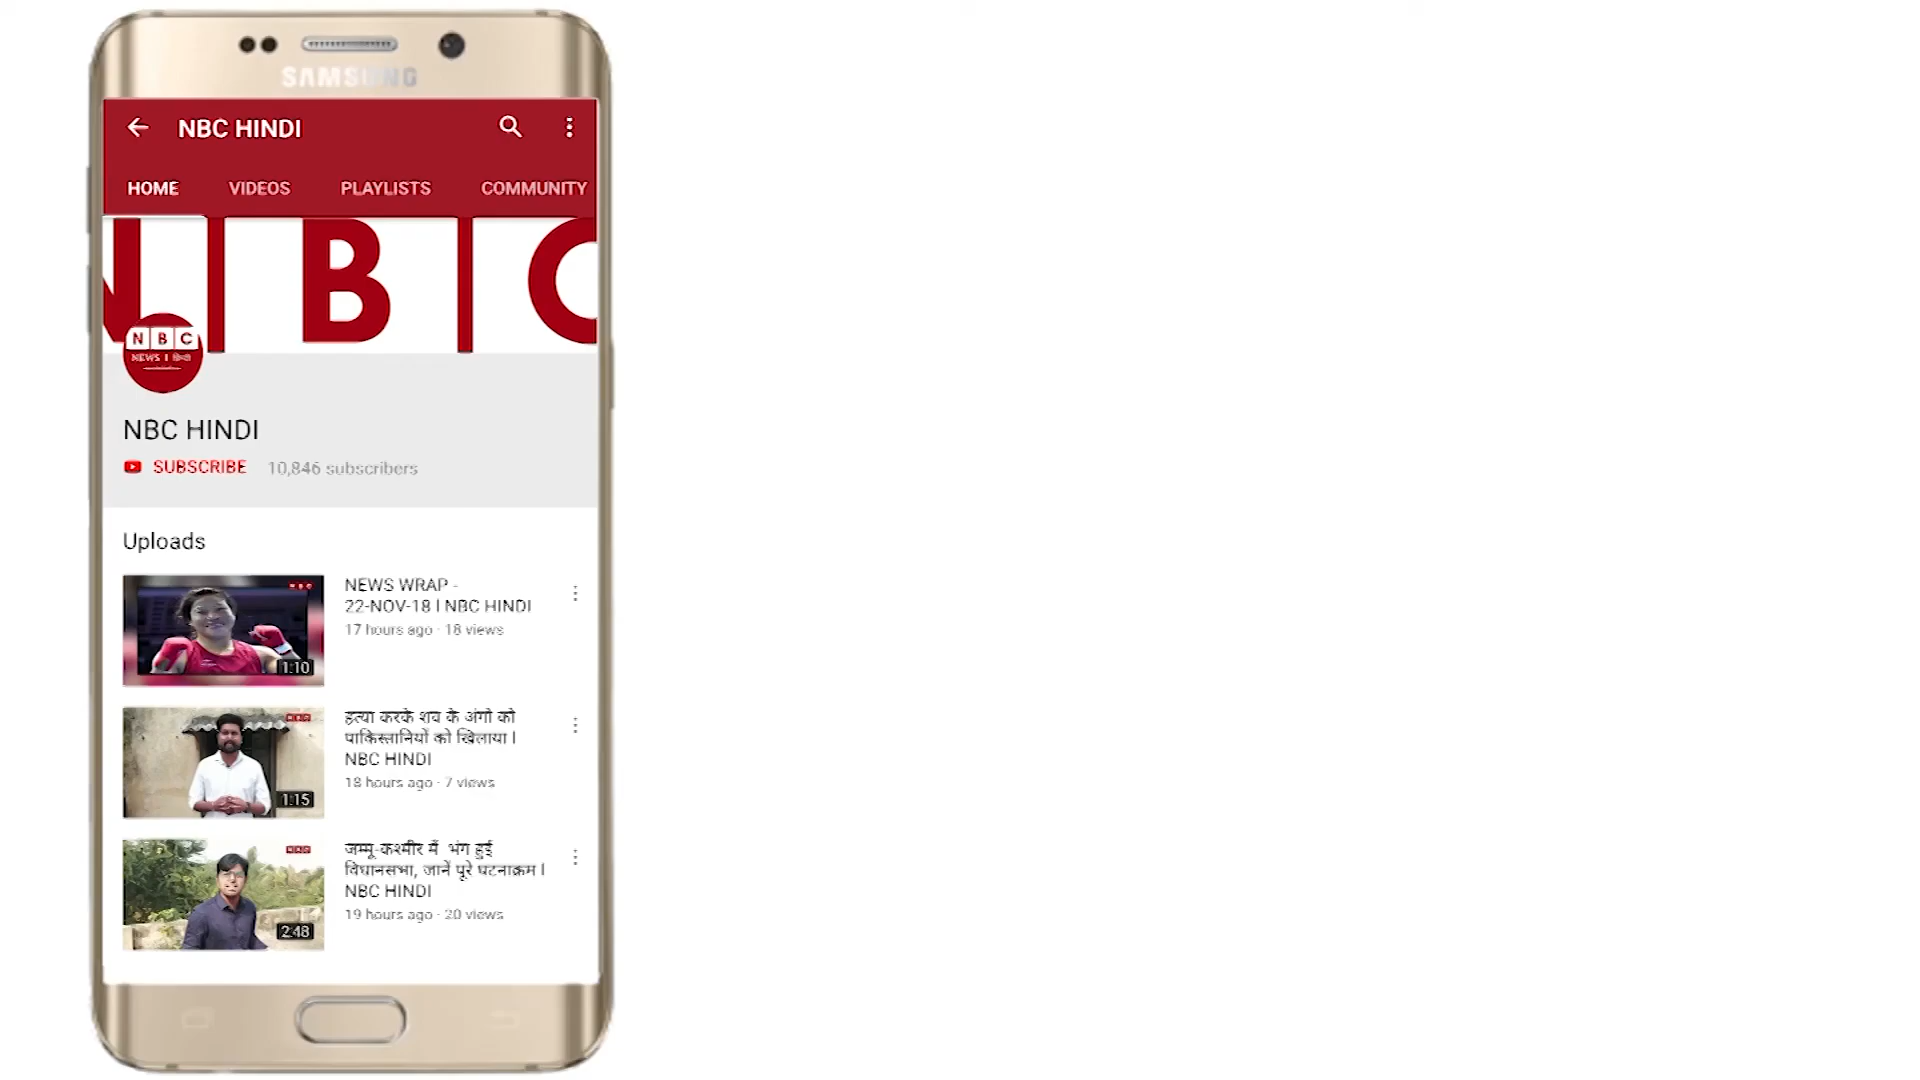 SAMSUNG
NBC HINDI
HOME VIDEOS PLAYLISTS COMMUNITY
N B C
N B C
NEWS I हिन्दी
NBC HINDI
SUBSCRIBE 10,846 subscribers
Uploads
NEWS WRAP -
22-NOV-18 l NBC HINDI
17 hours ago · 18 views
1:10
हत्या करके शव के अंगो को
पाकिस्तानियों को खिलाया l
NBC HINDI
18 hours ago · 7 views
1:15
जम्मू-कश्मीर में भंग हुई
विधानसभा, जानें पूरे घटनाक्रम l
NBC HINDI
19 hours ago · 20 views
2:48